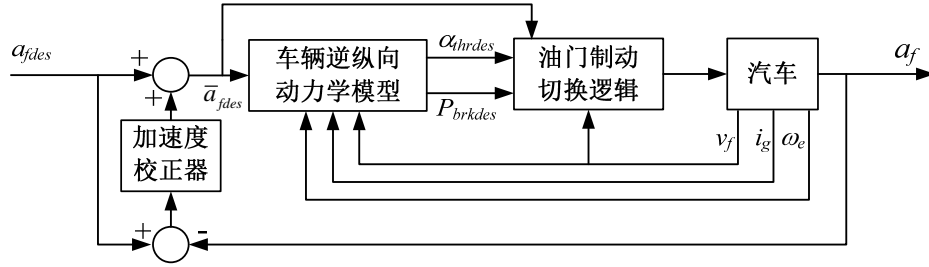 a_fdes
+
+
ā_fdes
车辆逆纵向
动力学模型
α_thrdes
P_brkdes
油门制动
切换逻辑
汽车
a_f
v_f i_g ω_e
加速度
校正器
+
-